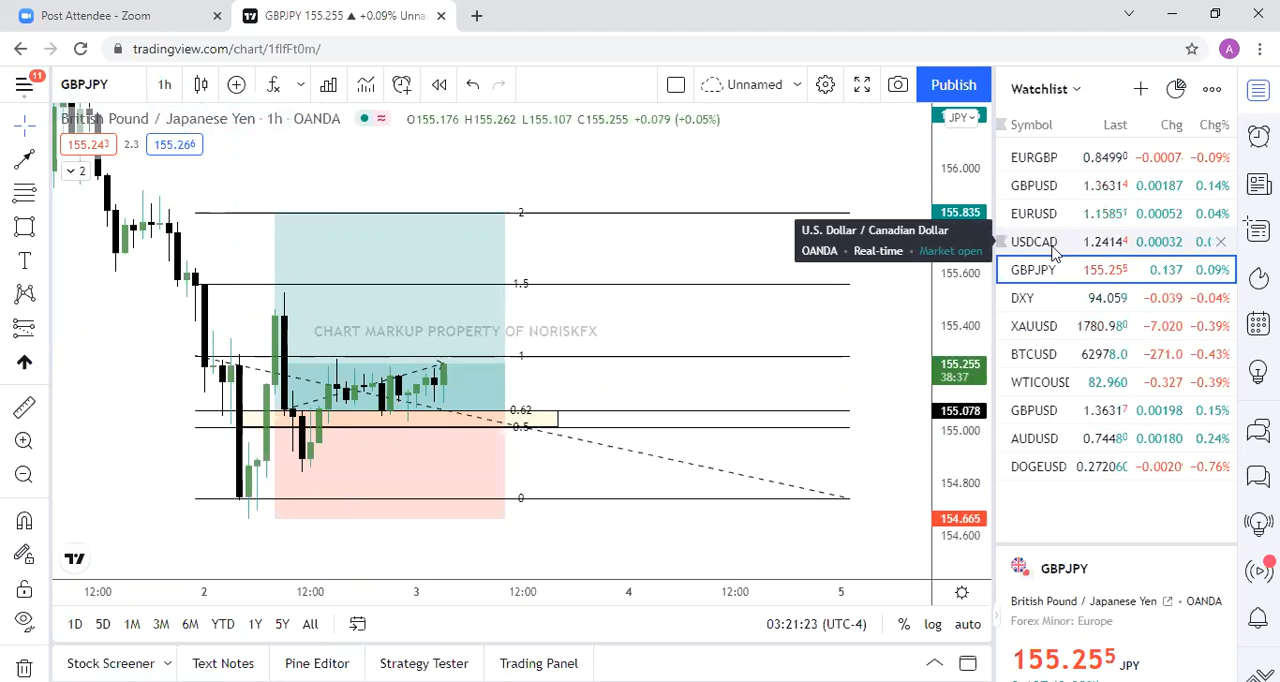 Post Attendee - Zoom
GBPJPY 155.255 ▲ +0.09% Unna
tradingview.com/chart/1fIfFt0m/
A
11
GBPJPY
1h
Unnamed
Publish
Watchlist
British Pound / Japanese Yen · 1h · OANDA
O155.176 H155.262 L155.107 C155.255 +0.079 (+0.05%)
155.243
2.3
155.266
2
JPY
Symbol Last Chg Chg%
EURGBP 0.84990 -0.0007 -0.09%
GBPUSD 1.36314 0.00187 0.14%
EURUSD 1.15851 0.00052 0.04%
USDCAD 1.24144 0.00032
GBPJPY 155.255 0.137 0.09%
DXY 94.059 -0.039 -0.04%
XAUUSD 1780.980 -7.020 -0.39%
BTCUSD 62978.0 -271.0 -0.43%
WTICOUSD 82.960 -0.327 -0.39%
GBPUSD 1.36317 0.00198 0.15%
AUDUSD 0.74480 0.00180 0.24%
DOGEUSD 0.272060 -0.0020 -0.76%
U.S. Dollar / Canadian Dollar
OANDA · Real-time · Market open
2
1.5
1
0.62
0.5
0
CHART MARKUP PROPERTY OF NORISKFX
156.000
155.835
155.600
155.400
155.255
38:37
155.078
155.000
154.800
154.665
154.600
12:00 2 12:00 3 12:00 4 12:00 5
1D 5D 1M 3M 6M YTD 1Y 5Y All
03:21:23 (UTC-4)
% log auto
Stock Screener
Text Notes
Pine Editor
Strategy Tester
Trading Panel
GBPJPY
British Pound / Japanese Yen · OANDA
Forex Minor: Europe
155.255 JPY